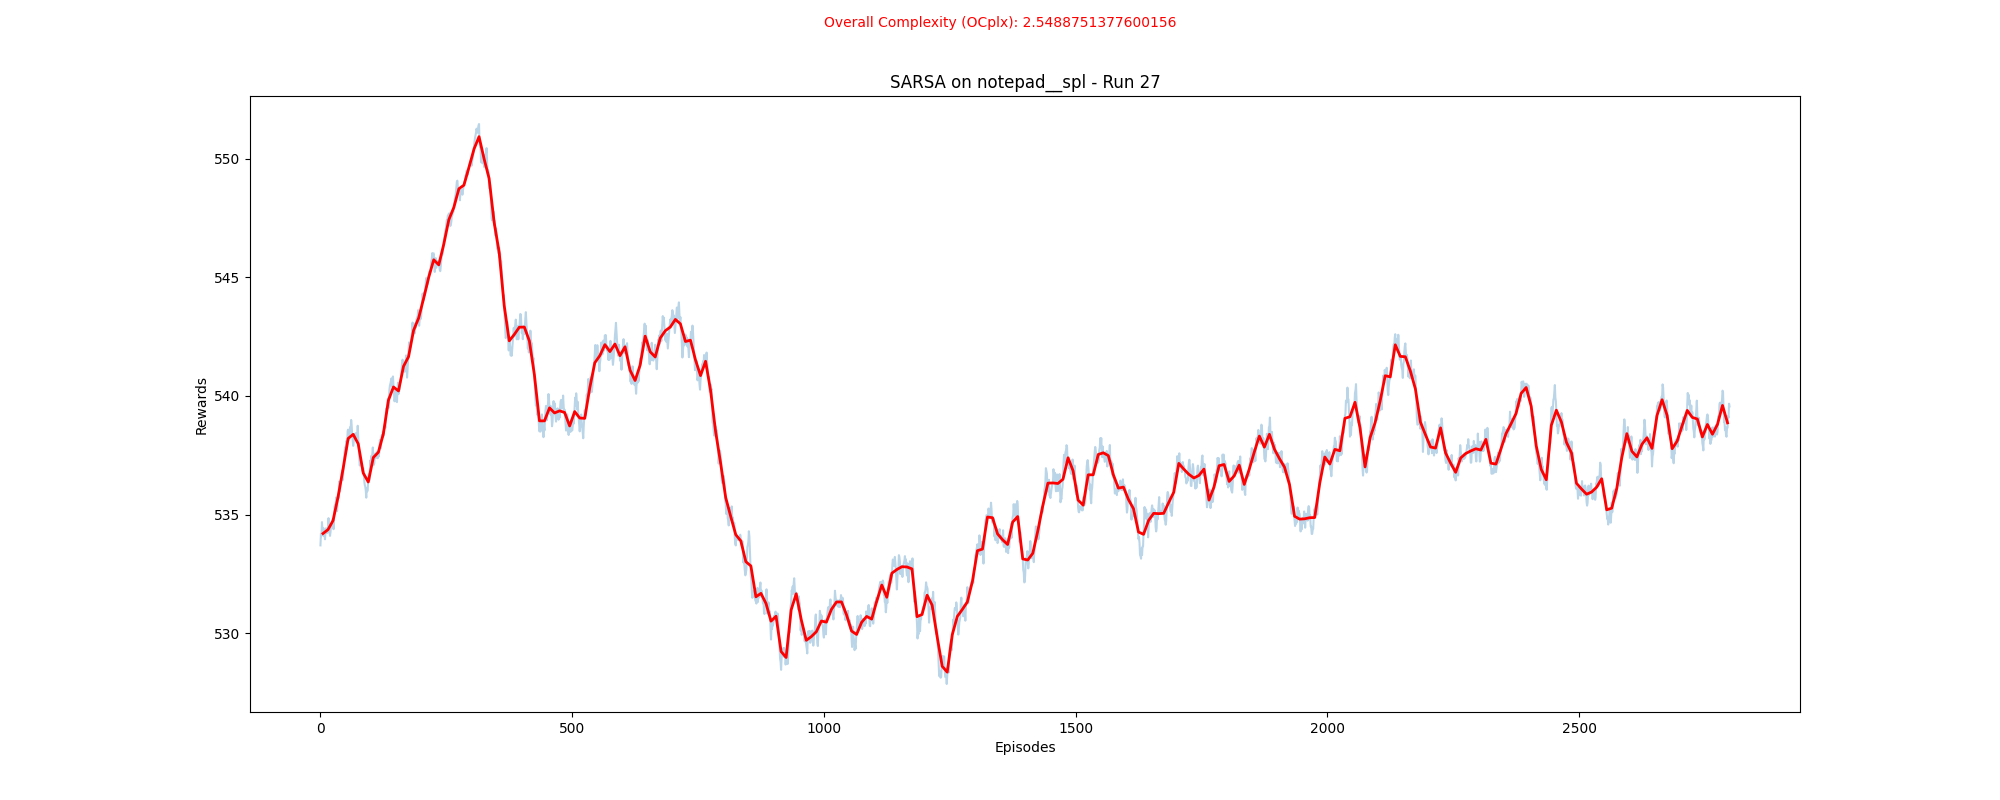 Overall Complexity (OCplx): 2.5488751377600156
SARSA on notepad__spl - Run 27
Rewards
550
545
540
535
530
0 500 1000 1500 2000 2500
Episodes